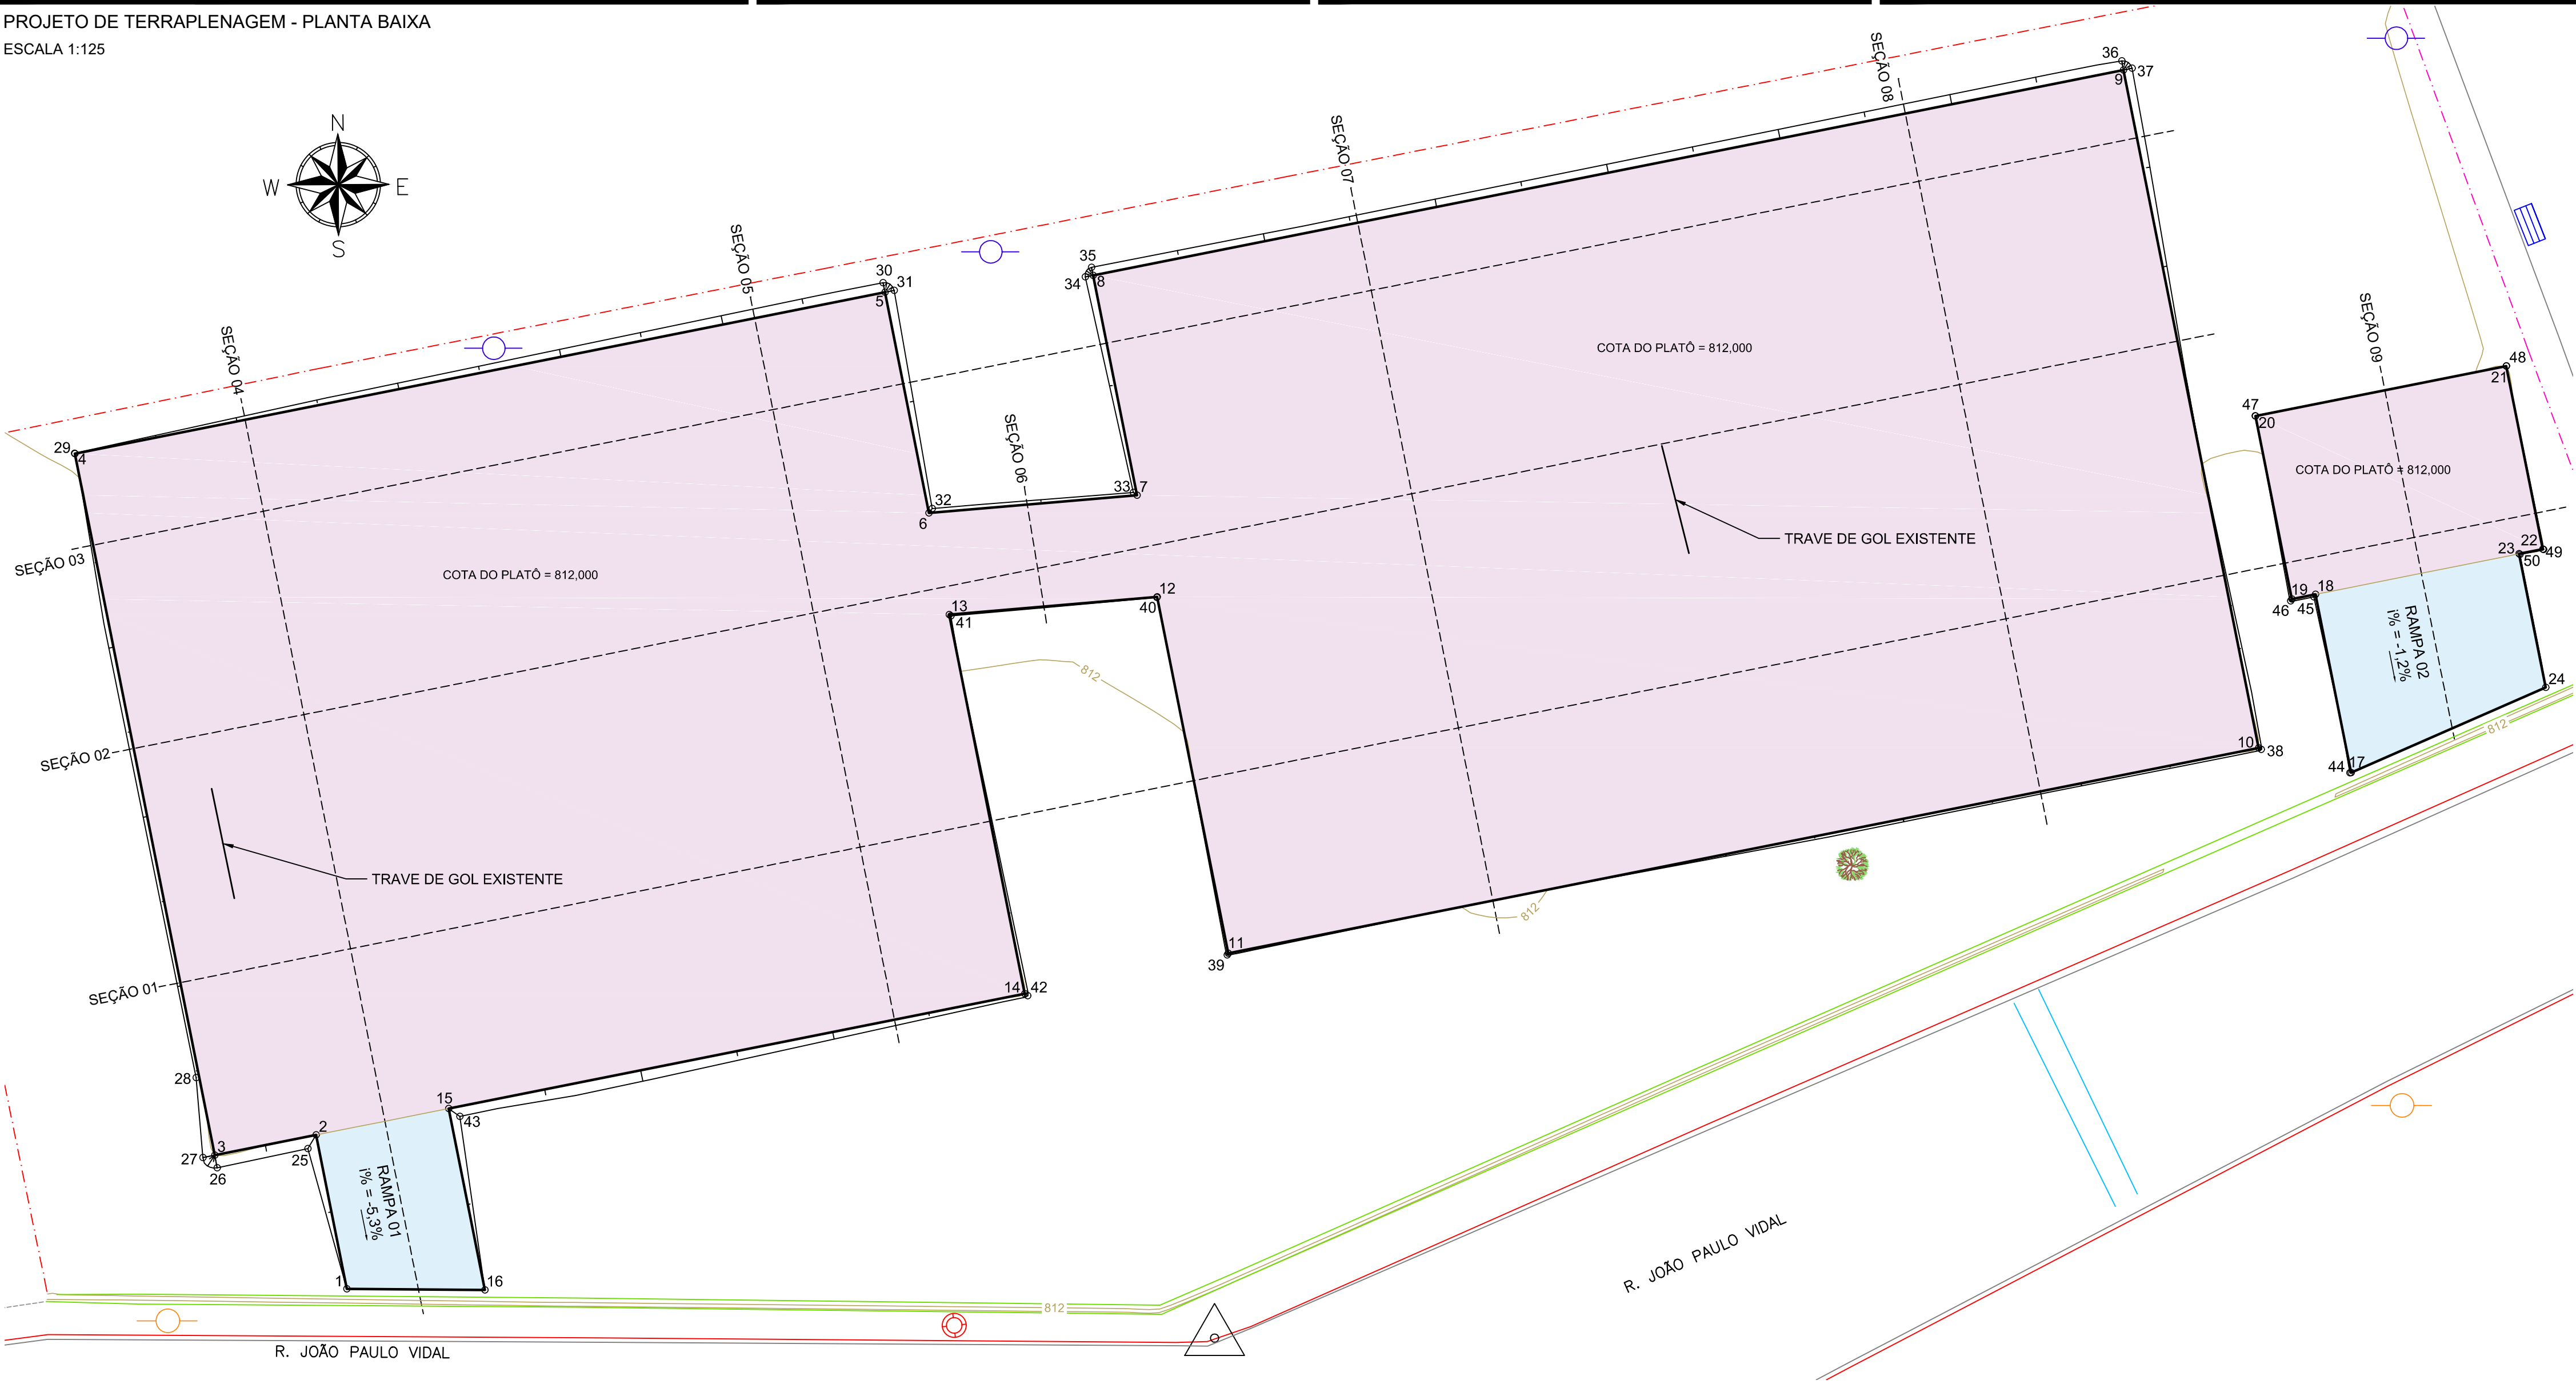 PROJETO DE TERRAPLENAGEM - PLANTA BAIXA
ESCALA 1:125
N
W
E
S
SEÇÃO 04
SEÇÃO 05
SEÇÃO 06
SEÇÃO 07
SEÇÃO 08
SEÇÃO 09
36
37
9
30
31
5
35
34
8
29
4
32
6
33
7
COTA DO PLATÔ = 812,000
COTA DO PLATÔ = 812,000
COTA DO PLATÔ = 812,000
48
21
47
20
22
49
23
50
19
18
46
45
RAMPA 02
i% = -1,2%
24
44
17
812
TRAVE DE GOL EXISTENTE
SEÇÃO 03
SEÇÃO 02
SEÇÃO 01
13
41
12
40
812
10
38
TRAVE DE GOL EXISTENTE
11
39
812
14
42
28
15
43
2
25
3
27
26
RAMPA 01
i% = -5,3%
1
16
812
R. JOÃO PAULO VIDAL
R. JOÃO PAULO VIDAL